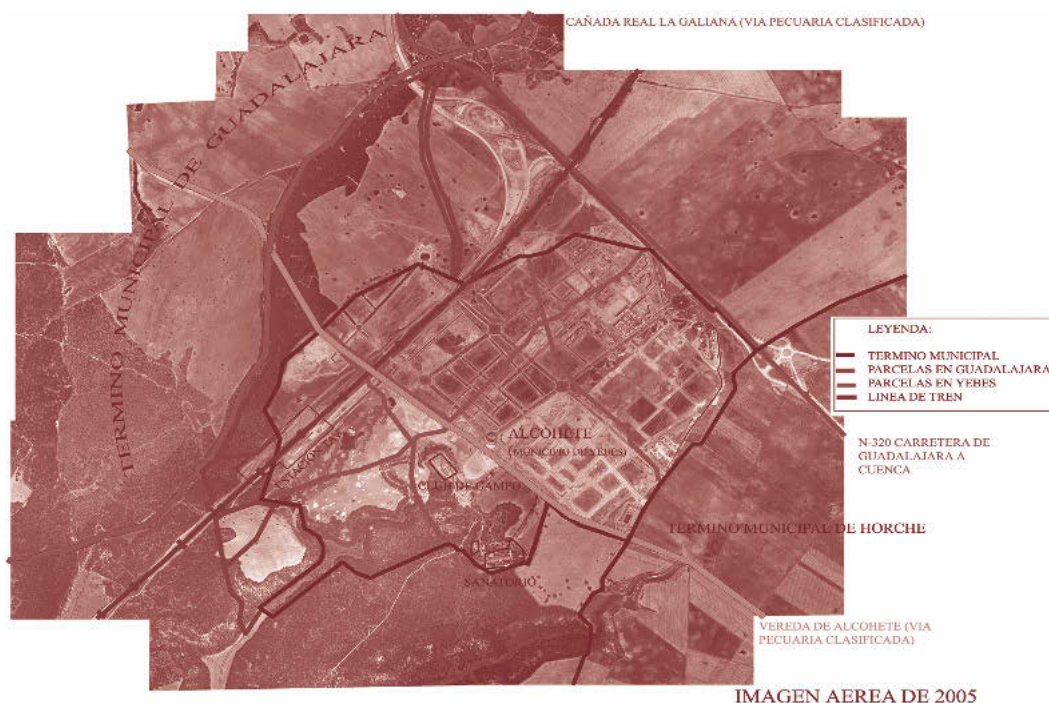 CAÑADA REAL LA GALIANA (VIA PECUARIA CLASIFICADA)
TERMINO MUNICIPAL DE GUADALAJARA
LEYENDA:
TERMINO MUNICIPAL
PARCELAS EN GUADALAJARA
PARCELAS EN YEBES
LINEA DE TREN
ALCOHETE
(MUNICIPIO DE YEBES)
ESTACION
CLUB DE CAMPO
N-320 CARRETERA DE
GUADALAJARA A
CUENCA
TERMINO MUNICIPAL DE HORCHE
SANATORIO
VEREDA DE ALCOHETE (VIA
PECUARIA CLASIFICADA)
IMAGEN AEREA DE 2005